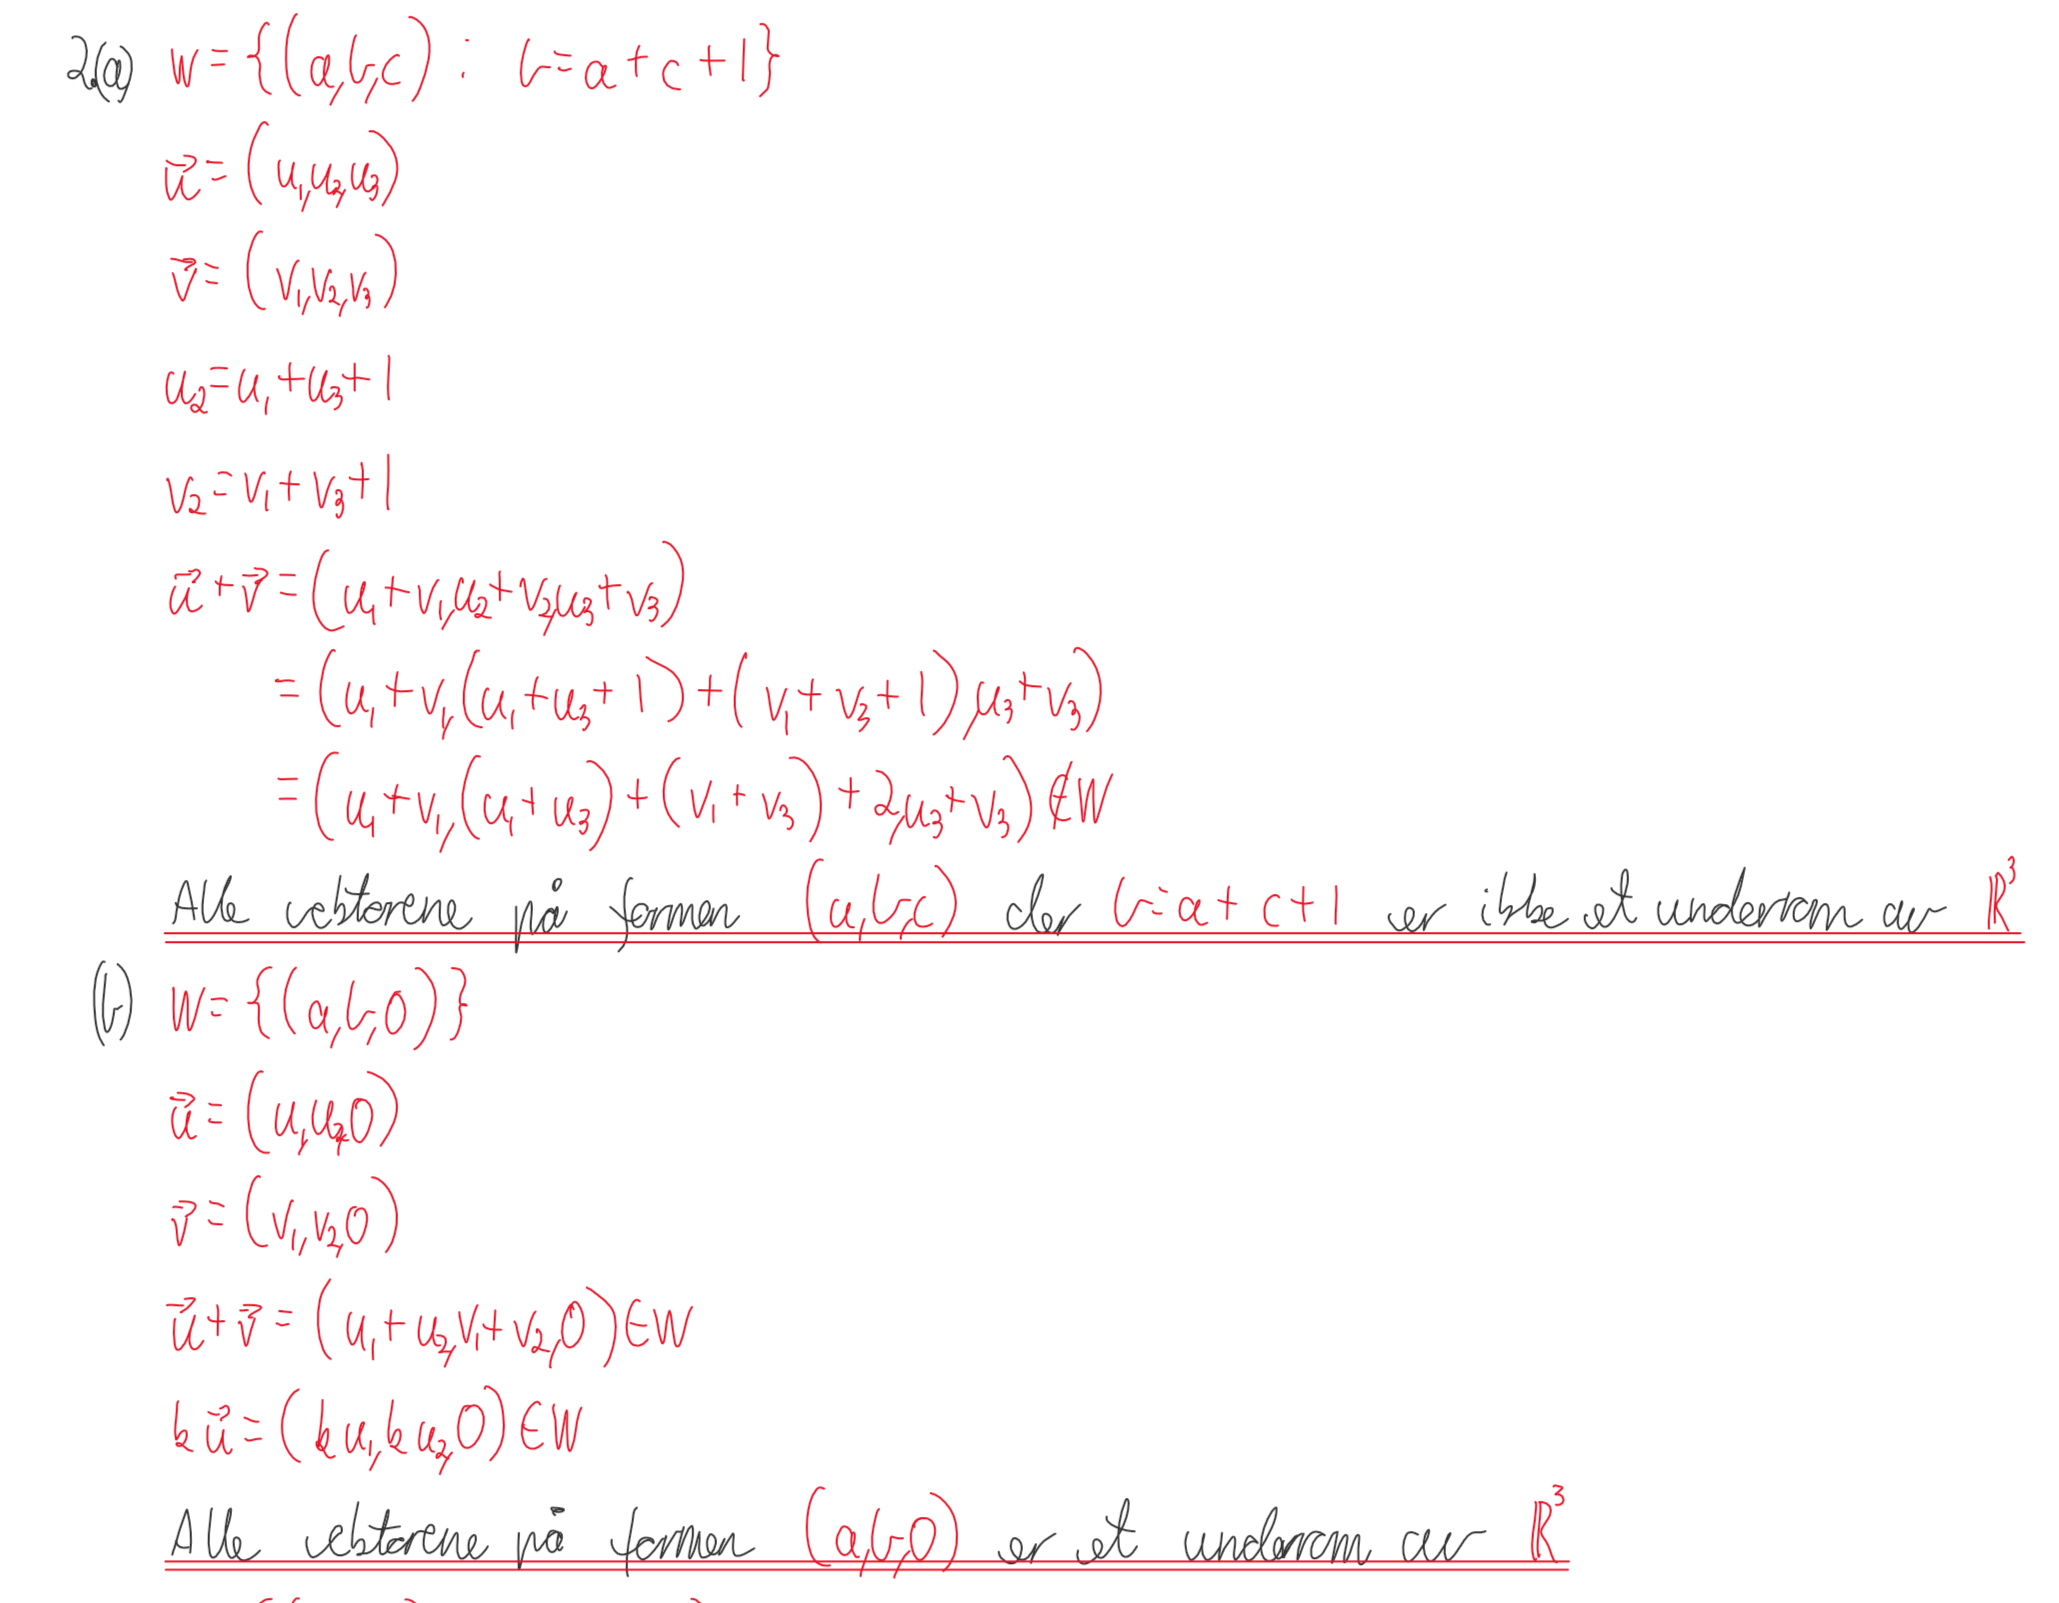 2(a) W={(a,b,c) : b=a+c+1}
u⃗=(u₁,u₂,u₃)
v⃗=(v₁,v₂,v₃)
u₂=u₁+u₃+1
v₂=v₁+v₃+1
u⃗+v⃗=(u₁+v₁,u₂+v₂,u₃+v₃)
=(u₁+v₁,(u₁+u₃+1)+(v₁+v₃+1),u₃+v₃)
=(u₁+v₁,(u₁+u₃)+(v₁+v₃)+2,u₃+v₃)∉W
Alle vektorene på formen (a,b,c) der b=a+c+1 er ikke et underrom av ℝ³
(b) W={(a,b,0)}
u⃗=(u₁,u₂,0)
v⃗=(v₁,v₂,0)
u⃗+v⃗=(u₁+u₂,v₁+v₂,0)∈W
ku⃗=(ku₁,ku₂,0)∈W
Alle vektorene på formen (a,b,0) er et underrom av ℝ³